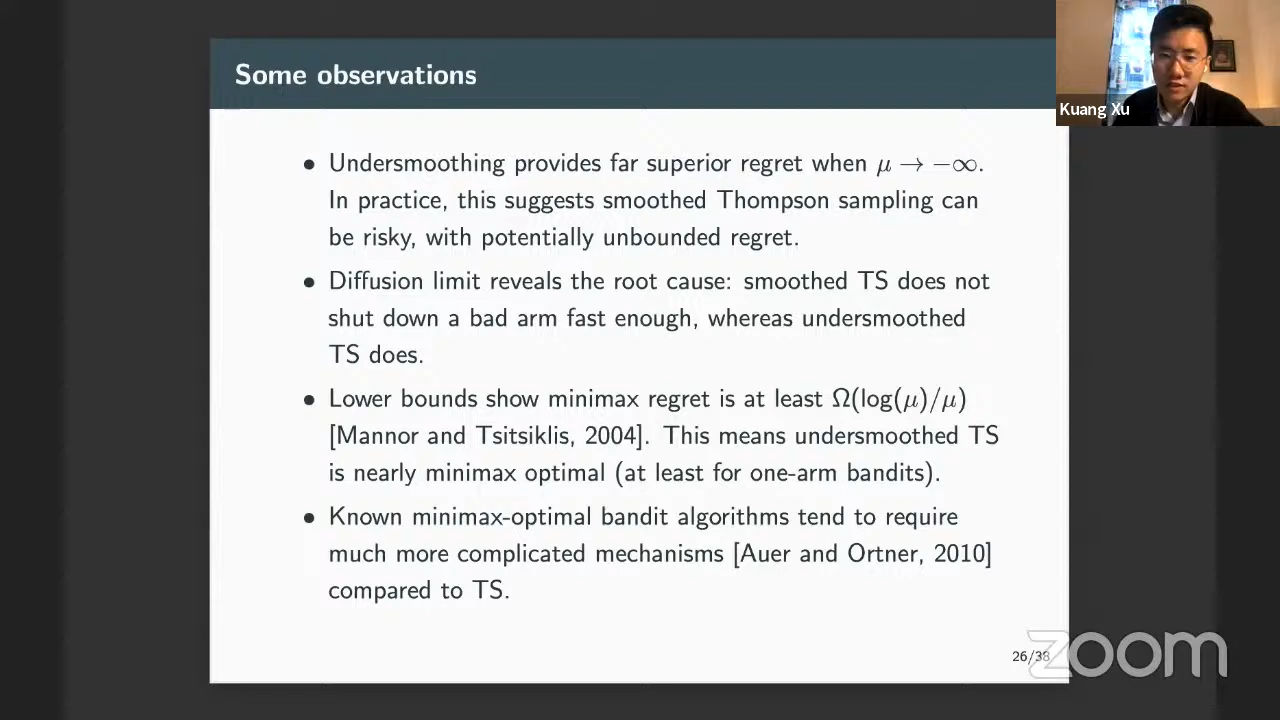 Some observations
Kuang Xu
• Undersmoothing provides far superior regret when μ → −∞.
In practice, this suggests smoothed Thompson sampling can
be risky, with potentially unbounded regret.
• Diffusion limit reveals the root cause: smoothed TS does not
shut down a bad arm fast enough, whereas undersmoothed
TS does.
• Lower bounds show minimax regret is at least Ω(log(μ)/μ)
[Mannor and Tsitsiklis, 2004]. This means undersmoothed TS
is nearly minimax optimal (at least for one-arm bandits).
• Known minimax-optimal bandit algorithms tend to require
much more complicated mechanisms [Auer and Ortner, 2010]
compared to TS.
26/38
zoom